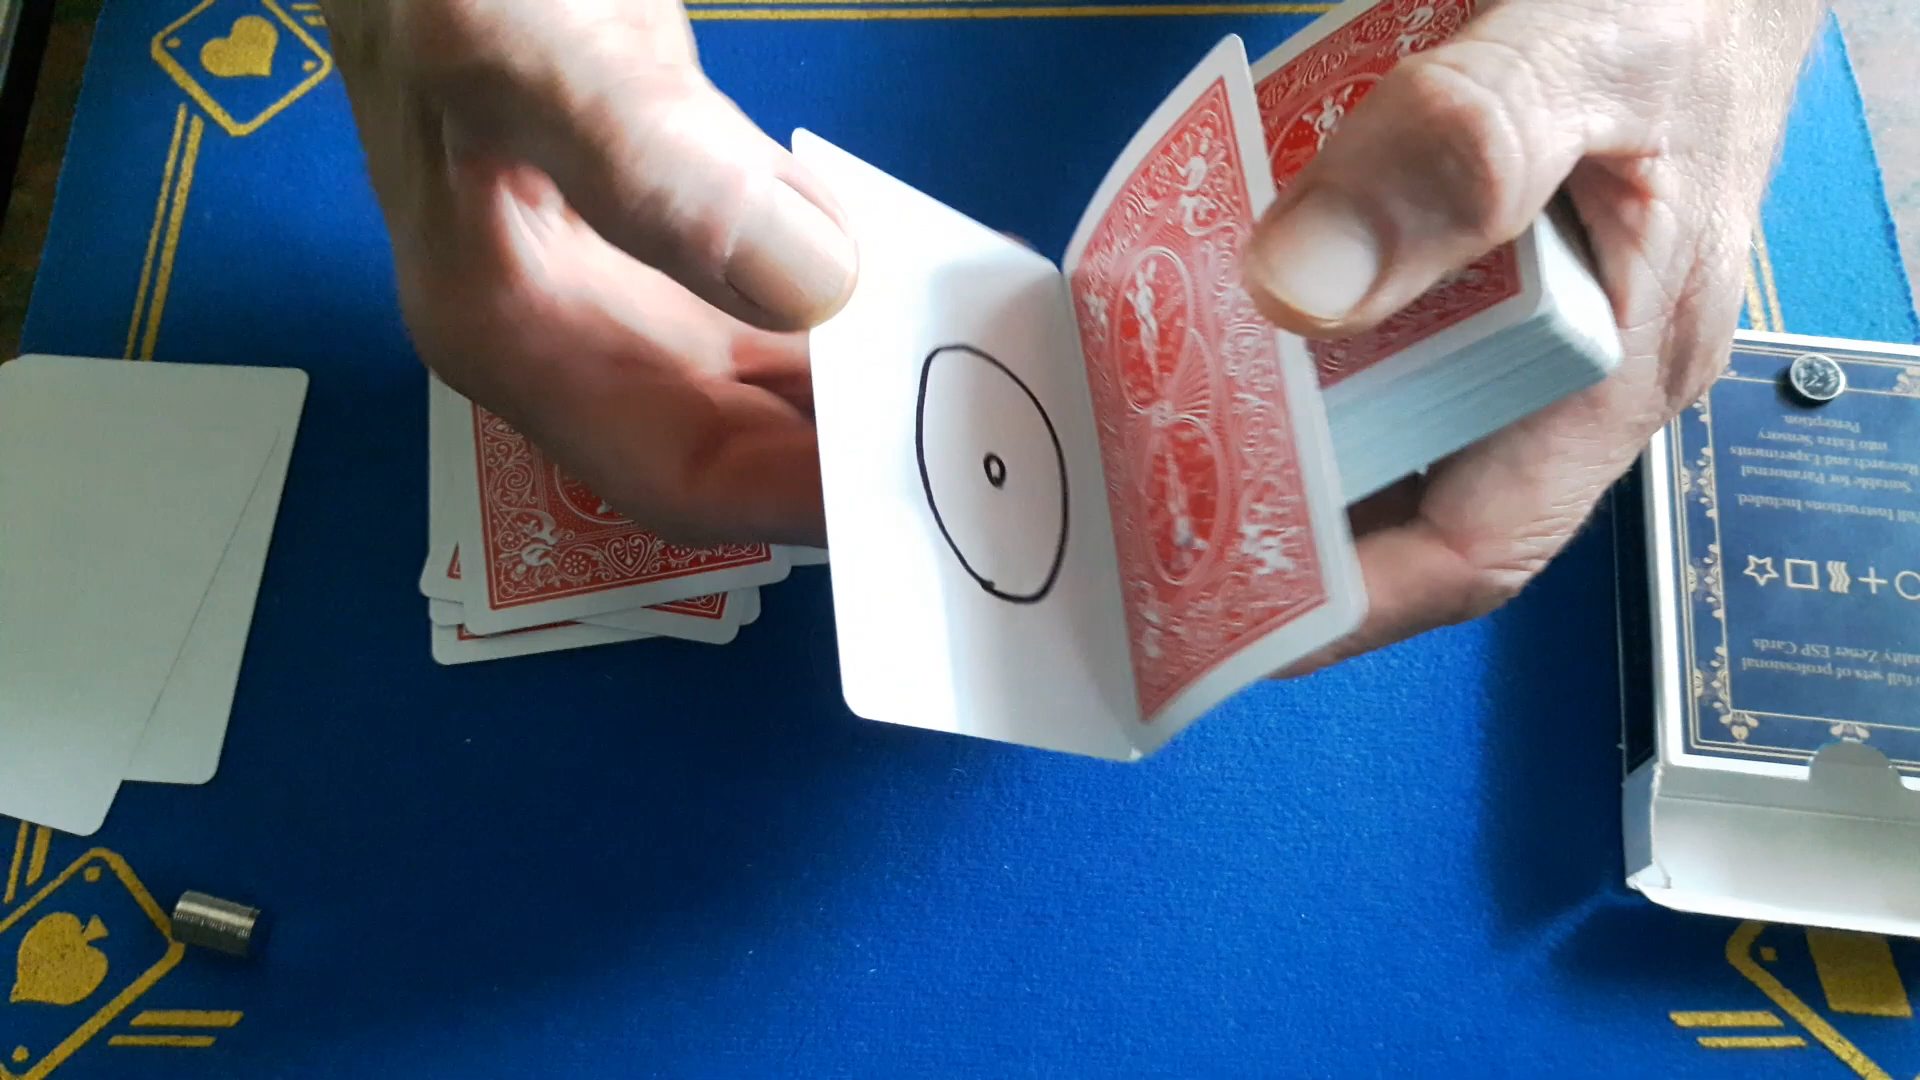 full sets of professional
Zener ESP Cards
Full Instructions Included.
Suitable for Paranormal
Research and Experiments
into Extra Sensory
Perception.